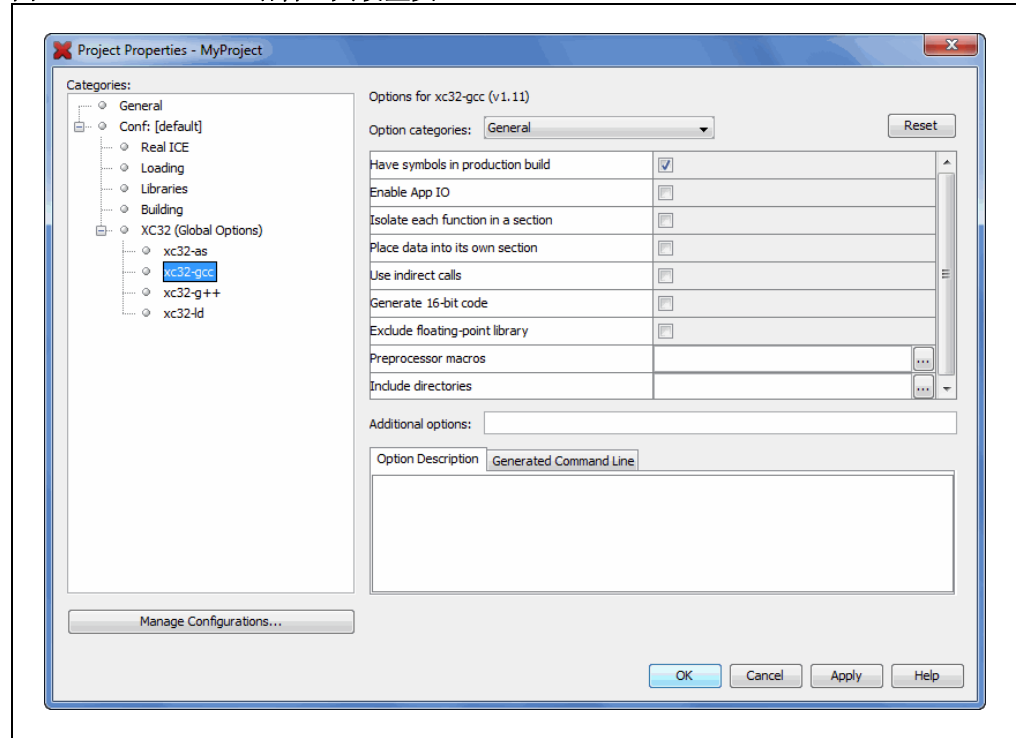 Project Properties - MyProject
Categories:
General
Conf: [default]
Real ICE
Loading
Libraries
Building
XC32 (Global Options)
xc32-as
xc32-gcc
xc32-g++
xc32-ld
Manage Configurations...
Options for xc32-gcc (v1.11)
Option categories: General
Reset
Have symbols in production build
Enable App IO
Isolate each function in a section
Place data into its own section
Use indirect calls
Generate 16-bit code
Exclude floating-point library
Preprocessor macros ...
Include directories ...
Additional options:
Option Description Generated Command Line
OK Cancel Apply Help